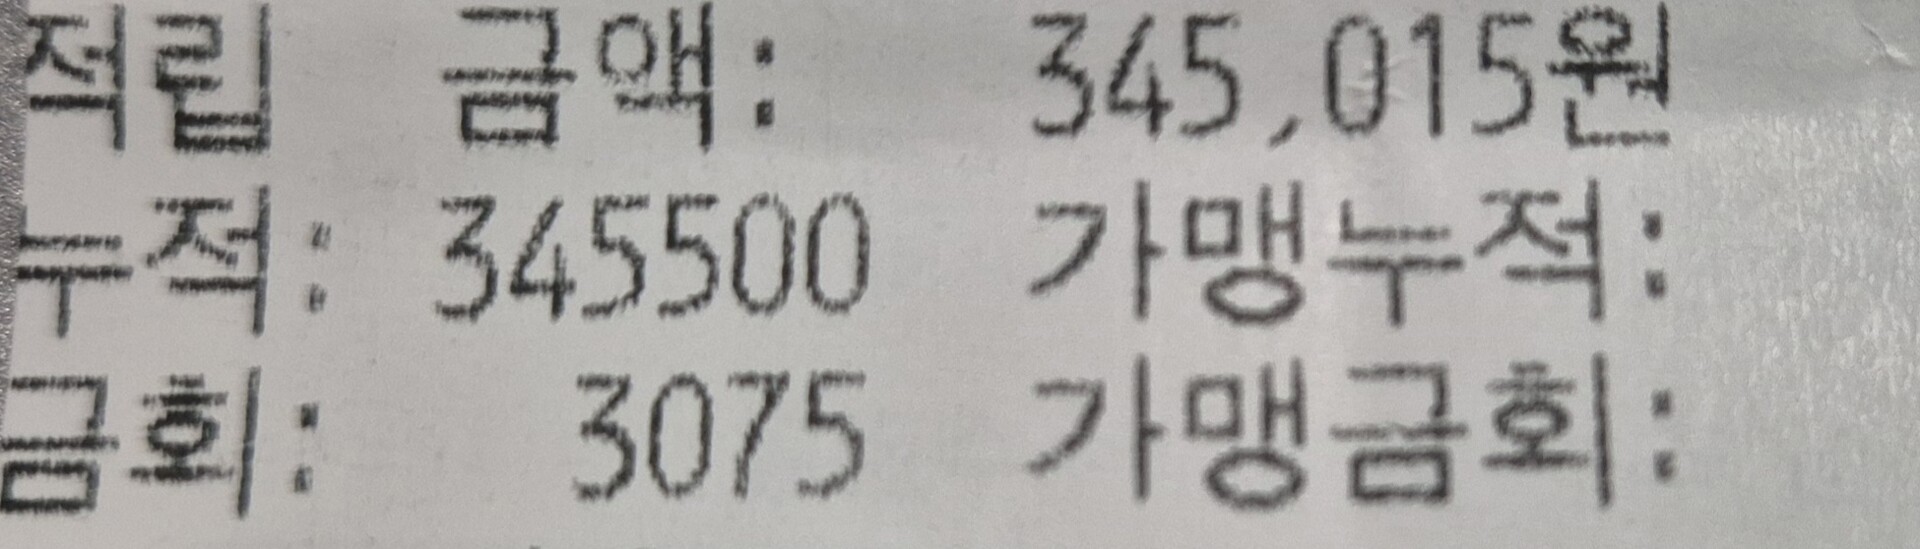 적립 금액: 345,015원
누적: 345500 가맹누적:
금회: 3075 가맹금회: